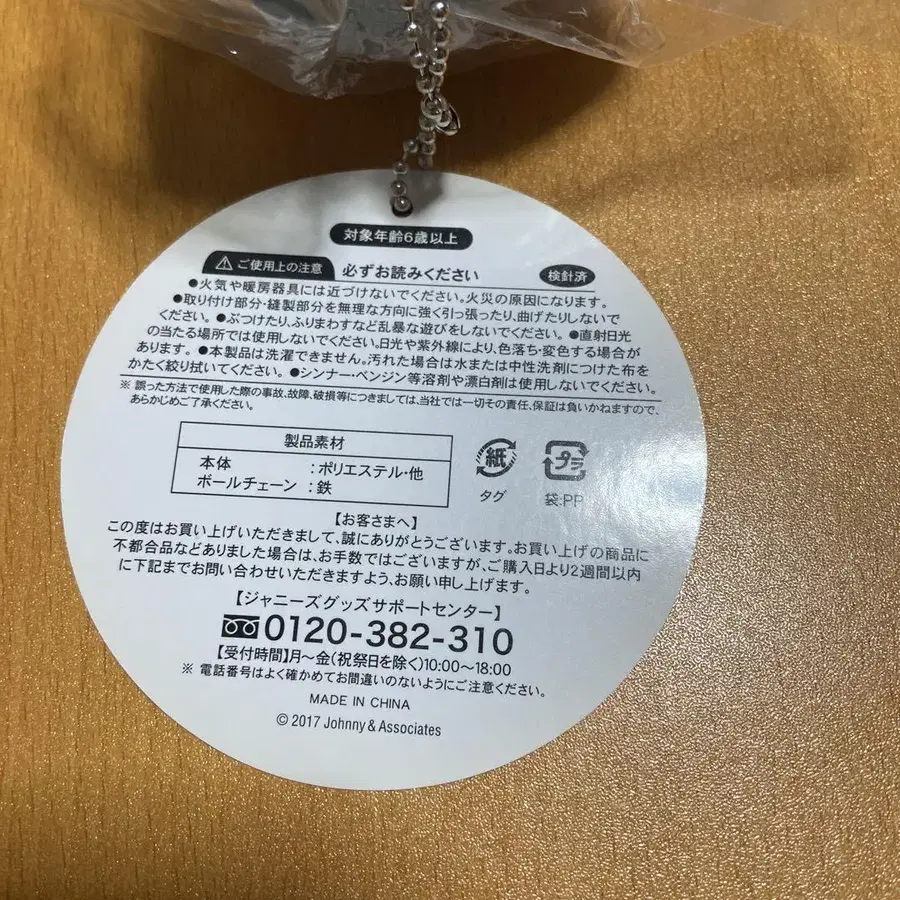 対象年齢6歳以上
⚠ ご使用上の注意 必ずお読みください 検針済
●火気や暖房器具には近づけないでください。火災の原因になります。
●取り付け部分・縫製部分を無理な方向に強く引っ張ったり、曲げたりしないで
ください。●ぶつけたり、ふりまわすなど乱暴な遊びをしないでください。●直射日光
の当たる場所では使用しないでください。日光や紫外線により、色落ち・変色する場合が
あります。●本製品は洗濯できません。汚れた場合は水または中性洗剤につけた布を
かたく絞り拭いてください。●シンナー・ベンジン等溶剤や漂白剤は使用しないでください。
※ 誤った方法で使用した際の事故、故障、破損等につきましては、当社では一切その責任、保証は負いかねますので、
あらかじめご了承ください。
製品素材
本体 :ポリエステル・他
ボールチェーン :鉄
紙
タグ
プラ
袋:PP
【お客さまへ】
この度はお買い上げいただきまして、誠にありがとうございます。お買い上げの商品に
不都合品などありました場合は、お手数ではございますが、ご購入日より2週間以内
に下記までお問い合わせいただきますよう、お願い申し上げます。
【ジャニーズグッズサポートセンター】
0120-382-310
【受付時間】月〜金(祝祭日を除く)10:00〜18:00
※ 電話番号はよく確かめてお間違いのないようにご注意ください。
MADE IN CHINA
© 2017 Johnny & Associates